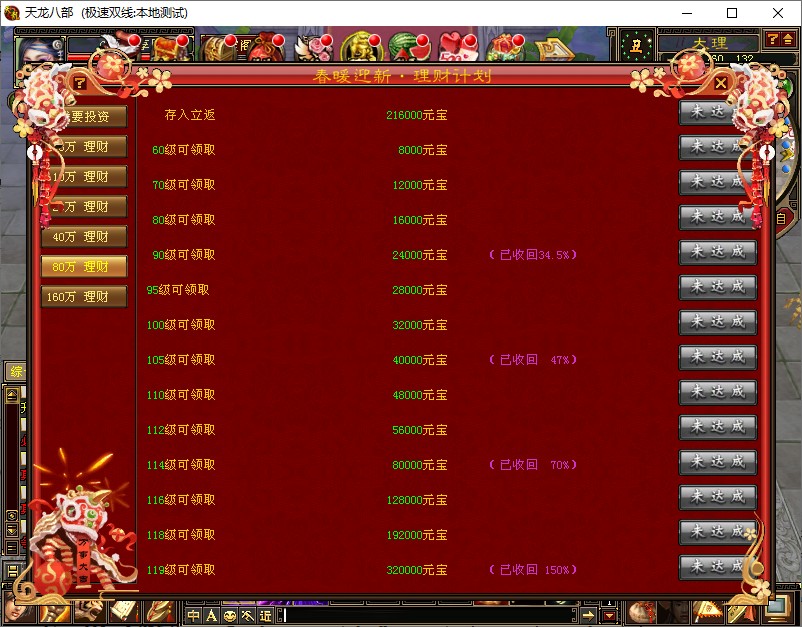 天龙八部 (极速双线:本地测试)
大理
132
丑
春暖迎新·理财计划
要投资
万 理财
10万 理财
万 理财
40万 理财
80万 理财
160万 理财
存入立返 216000元宝 未达
60级可领取 8000元宝 未达成
70级可领取 12000元宝 未达成
80级可领取 16000元宝 未达成
90级可领取 24000元宝 (已收回34.5%) 未达成
95级可领取 28000元宝 未达成
100级可领取 32000元宝 未达成
105级可领取 40000元宝 (已收回 47%) 未达成
110级可领取 48000元宝 未达成
112级可领取 56000元宝 未达成
114级可领取 80000元宝 (已收回 70%) 未达成
116级可领取 128000元宝 未达成
118级可领取 192000元宝 未达成
119级可领取 320000元宝 (已收回 150%) 未达成
自
综
万事大吉
中 A 近